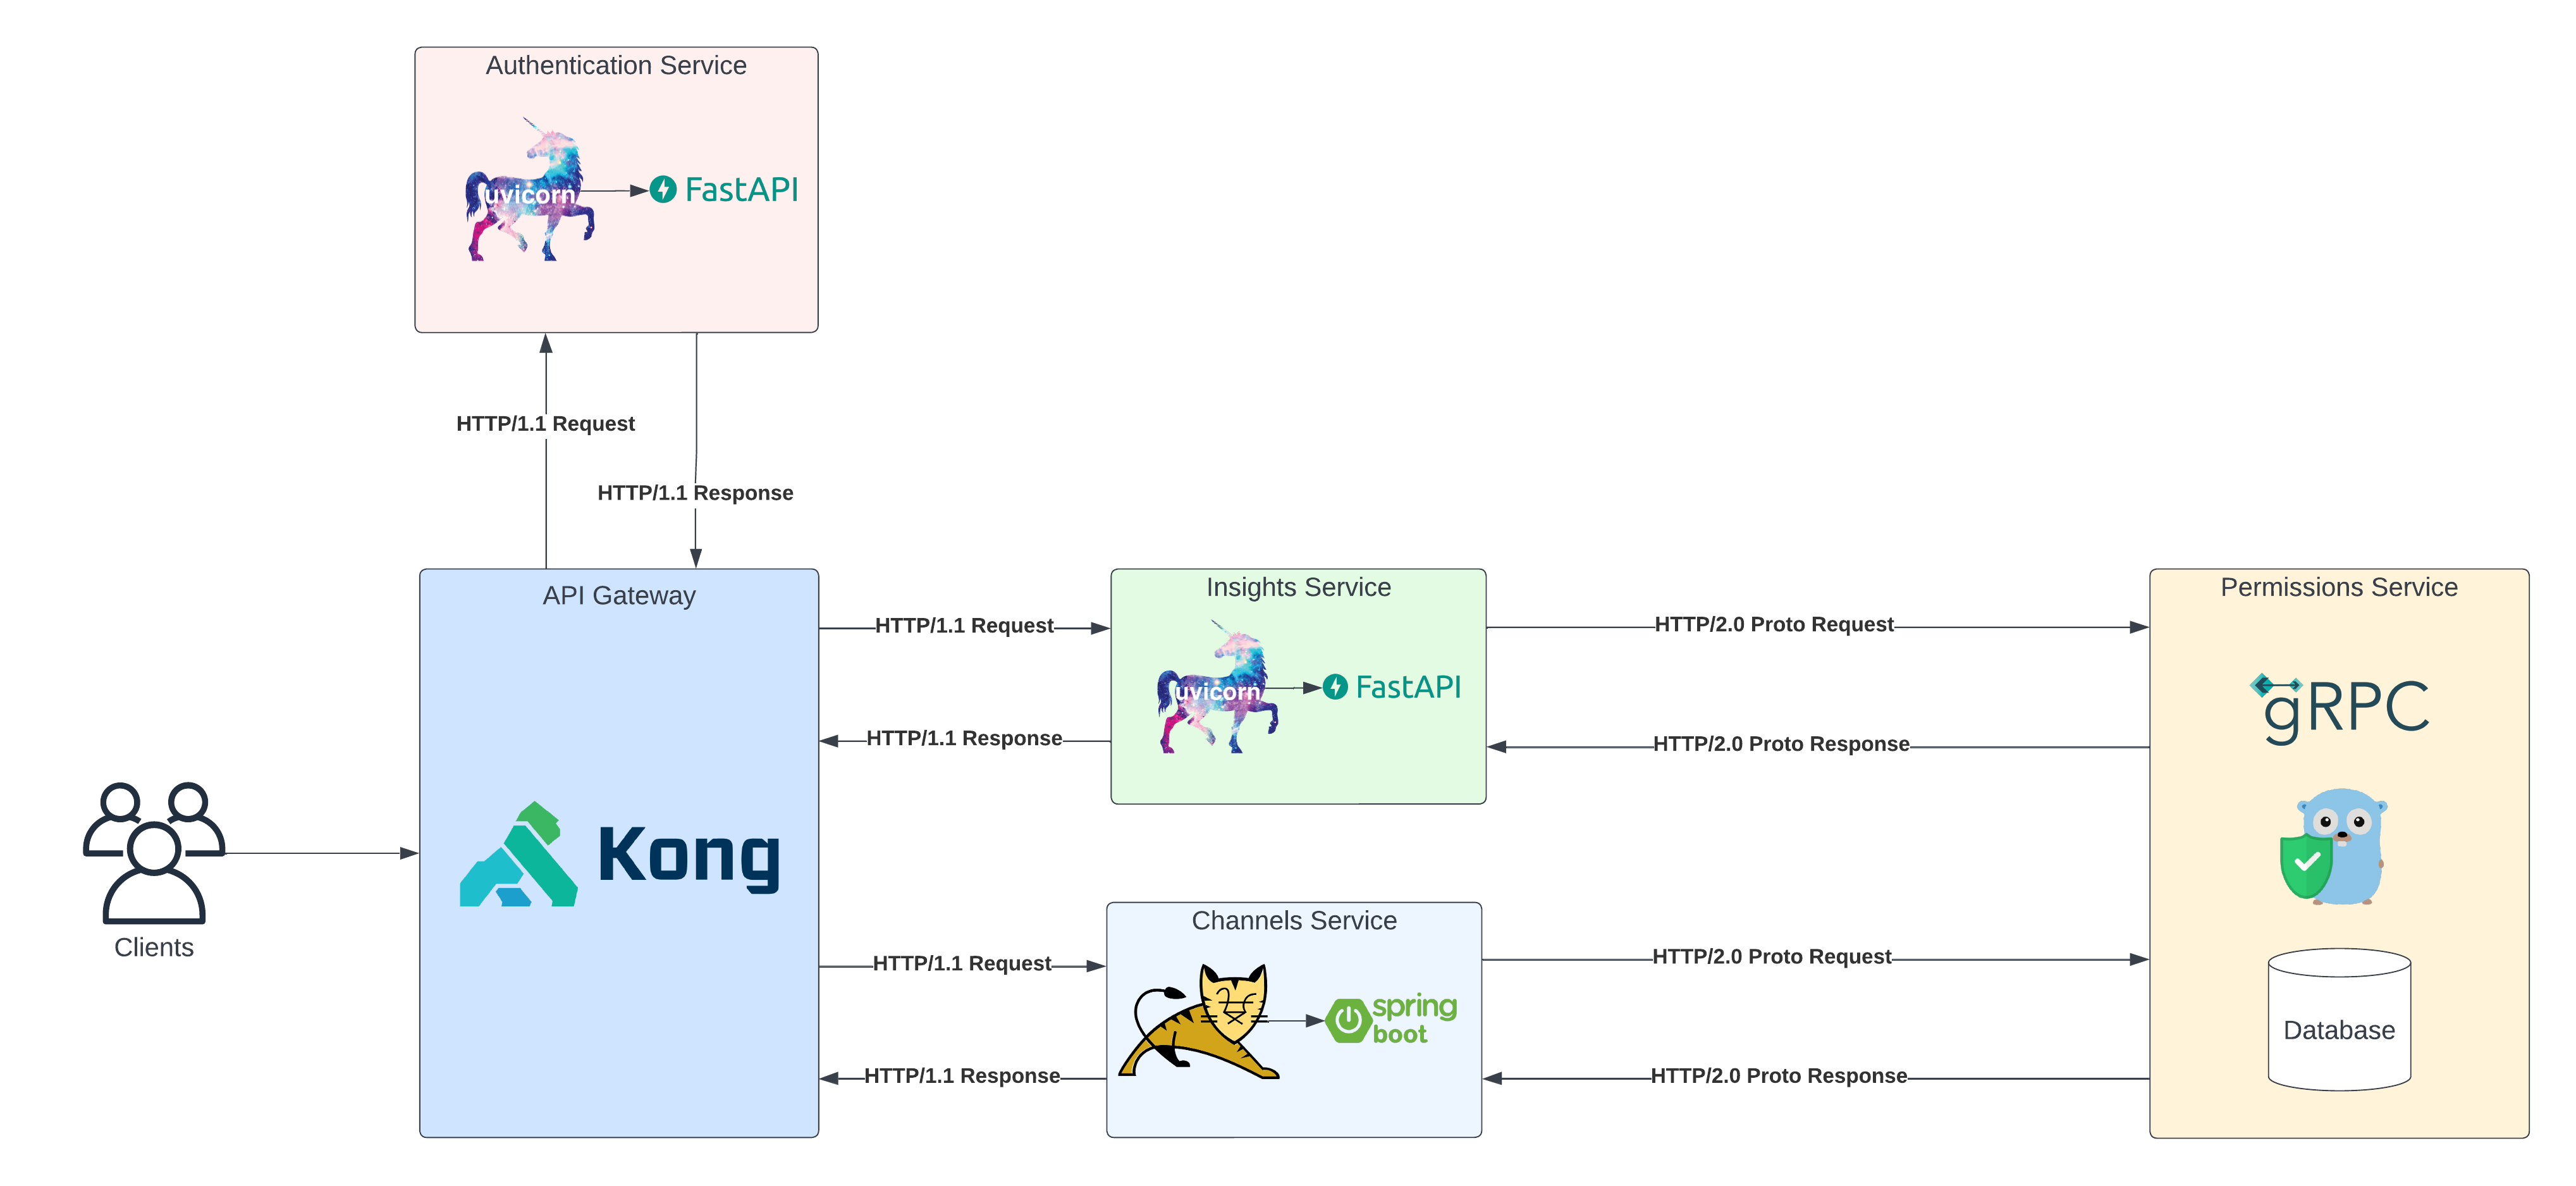 Authentication Service
uvicorn
FastAPI
HTTP/1.1 Request
HTTP/1.1 Response
API Gateway
Kong
Clients
HTTP/1.1 Request
HTTP/1.1 Response
HTTP/1.1 Request
HTTP/1.1 Response
Insights Service
uvicorn
FastAPI
Channels Service
spring
boot
HTTP/2.0 Proto Request
HTTP/2.0 Proto Response
HTTP/2.0 Proto Request
HTTP/2.0 Proto Response
Permissions Service
gRPC
Database